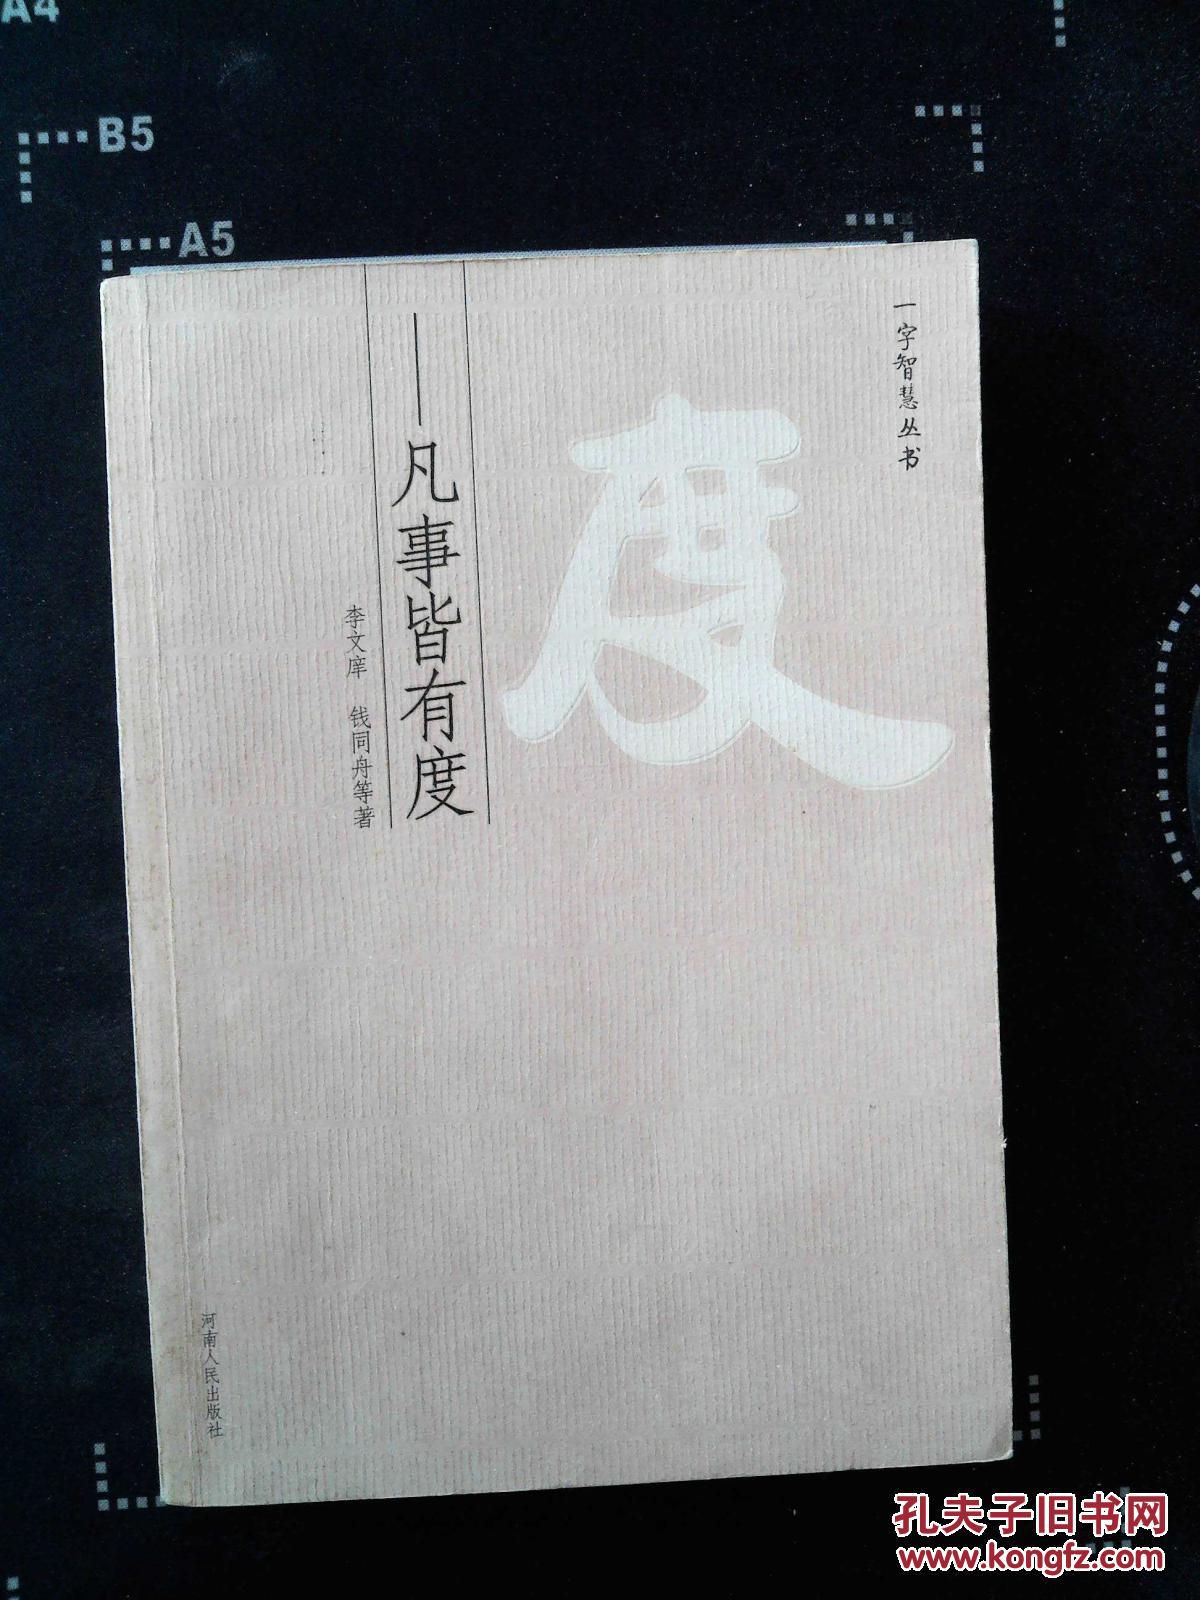 A4
B5
A5
一字智慧丛书
度
——凡事皆有度
李文庠 钱同舟等著
河南人民出版社
孔夫子旧书网
www.kongfz.com